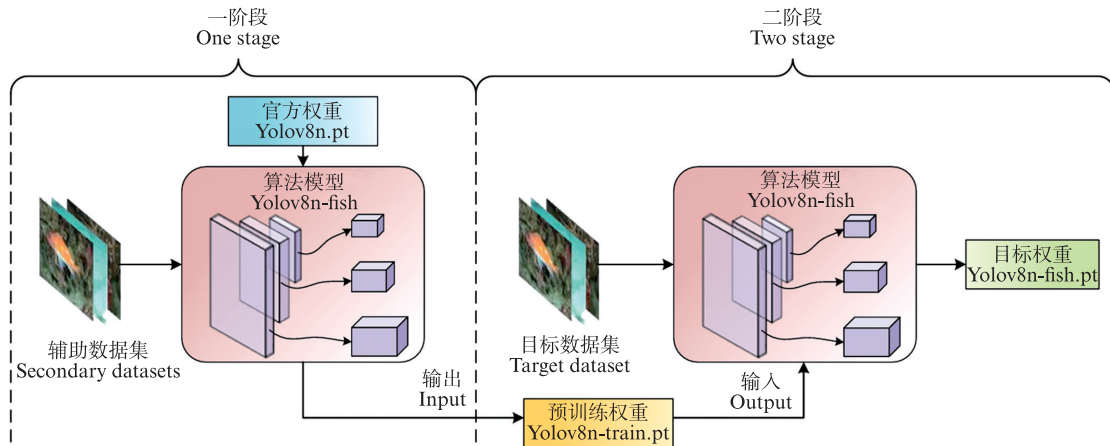 一阶段
One stage
二阶段
Two stage
官方权重
Yolov8n.pt
算法模型
Yolov8n-fish
辅助数据集
Secondary datasets
输出
Input
预训练权重
Yolov8n-train.pt
输入
Output
目标数据集
Target dataset
算法模型
Yolov8n-fish
目标权重
Yolov8n-fish.pt